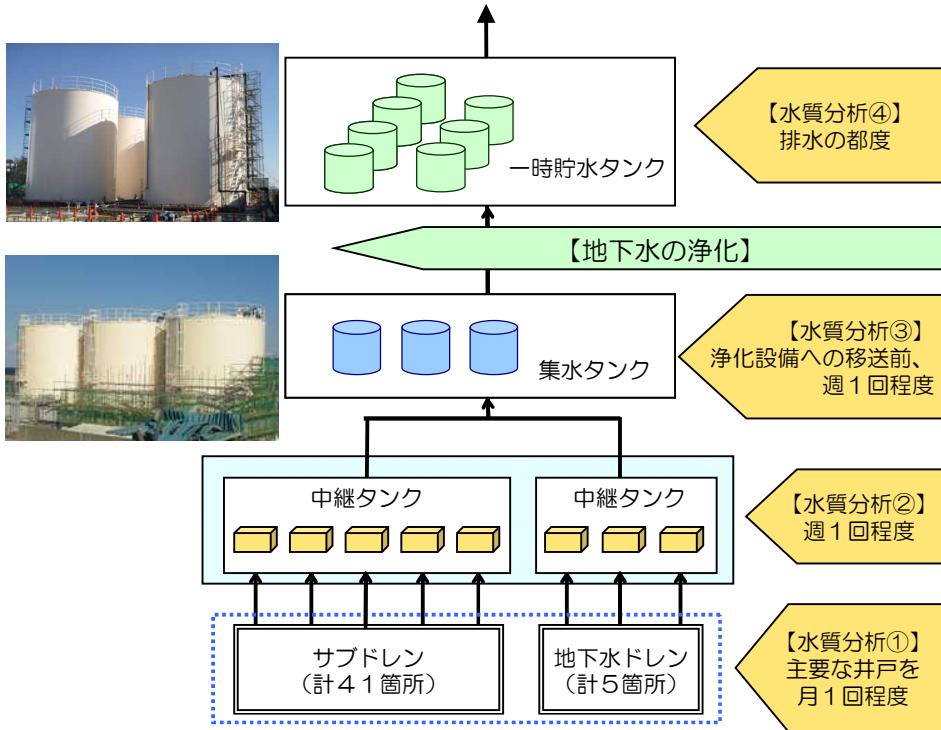 【水質分析④】
排水の都度
一時貯水タンク
【地下水の浄化】
【水質分析③】
浄化設備への移送前、
週１回程度
集水タンク
中継タンク
中継タンク
【水質分析②】
週１回程度
サブドレン
（計４１箇所）
地下水ドレン
（計５箇所）
【水質分析①】
主要な井戸を
月１回程度